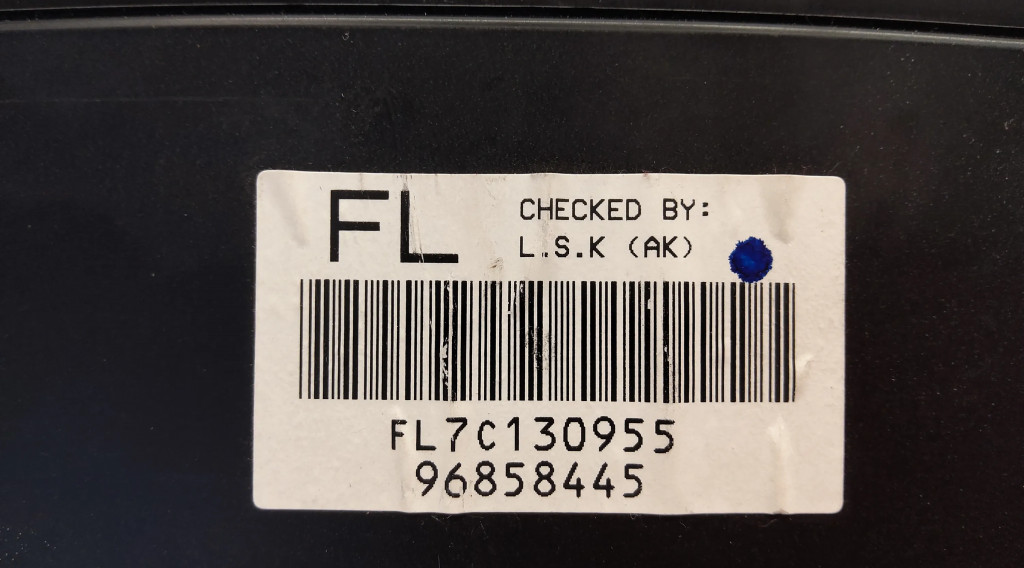 FL
CHECKED BY:
L.S.K (AK)
FL7C130955
96858445